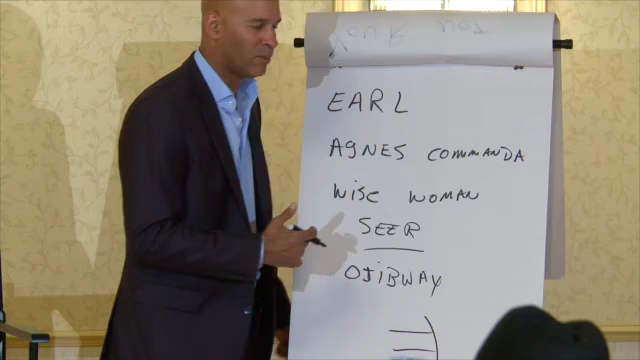 EARL
AGNES COMMANDA
WISE WOMAN
SEER
OJIBWAY